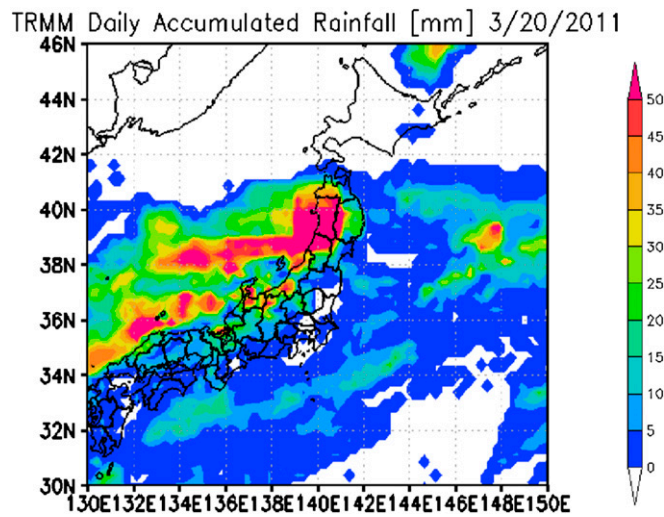 TRMM Daily Accumulated Rainfall [mm] 3/20/2011
46N
44N
42N
40N
38N
36N
34N
32N
30N
130E132E134E136E138E140E142E144E146E148E150E
50
45
40
35
30
25
20
15
10
5
0